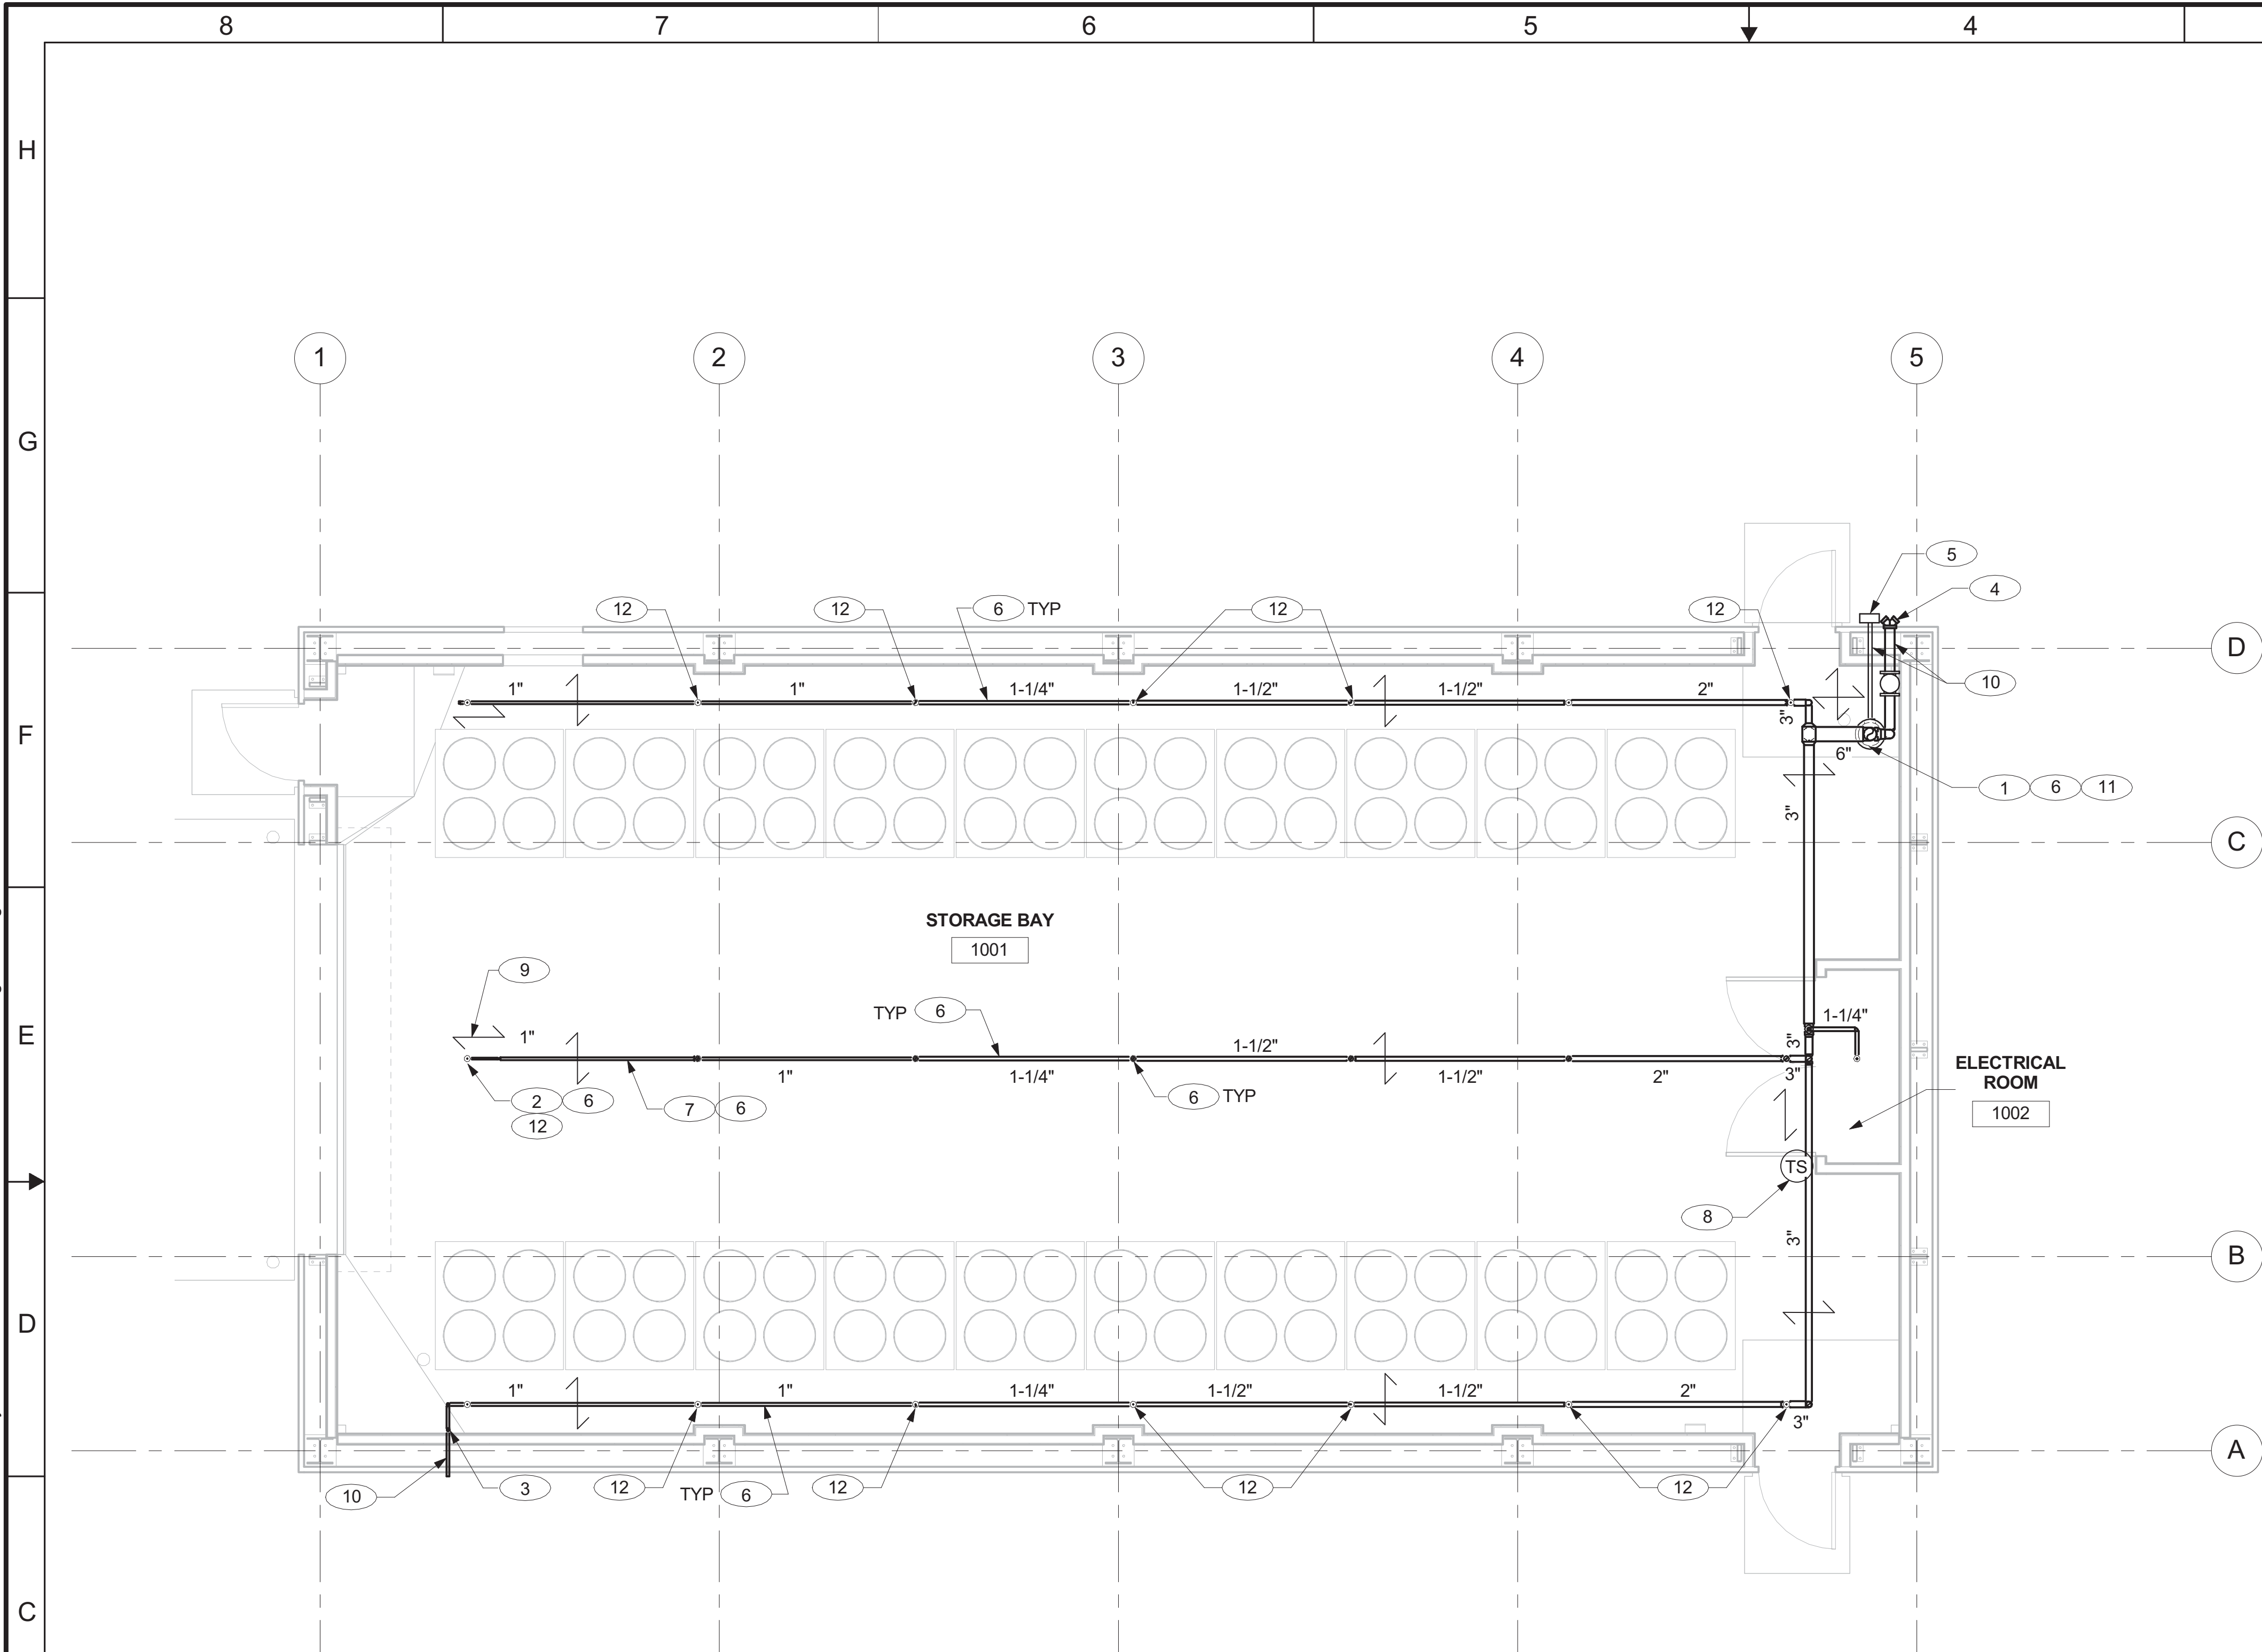 8 7 6 5 4
H
G
1 2 3 4 5
5
4
12 12 6 TYP 12 12
D
10
1" 1" 1-1/4" 1-1/2" 1-1/2" 2"
3"
F
6"
1 6 11
3"
C
STORAGE BAY
1001
9
TYP 6
1-1/4"
E
1" 1-1/2" 3"
ELECTRICAL
ROOM
1" 1-1/4" 1-1/2" 2" 3"
2 6
7 6
6 TYP
12
1002
TS
8
3"
B
D
1" 1" 1-1/4" 1-1/2" 1-1/2" 2"
3"
A
10 3 12 TYP 6 12 12 12
C